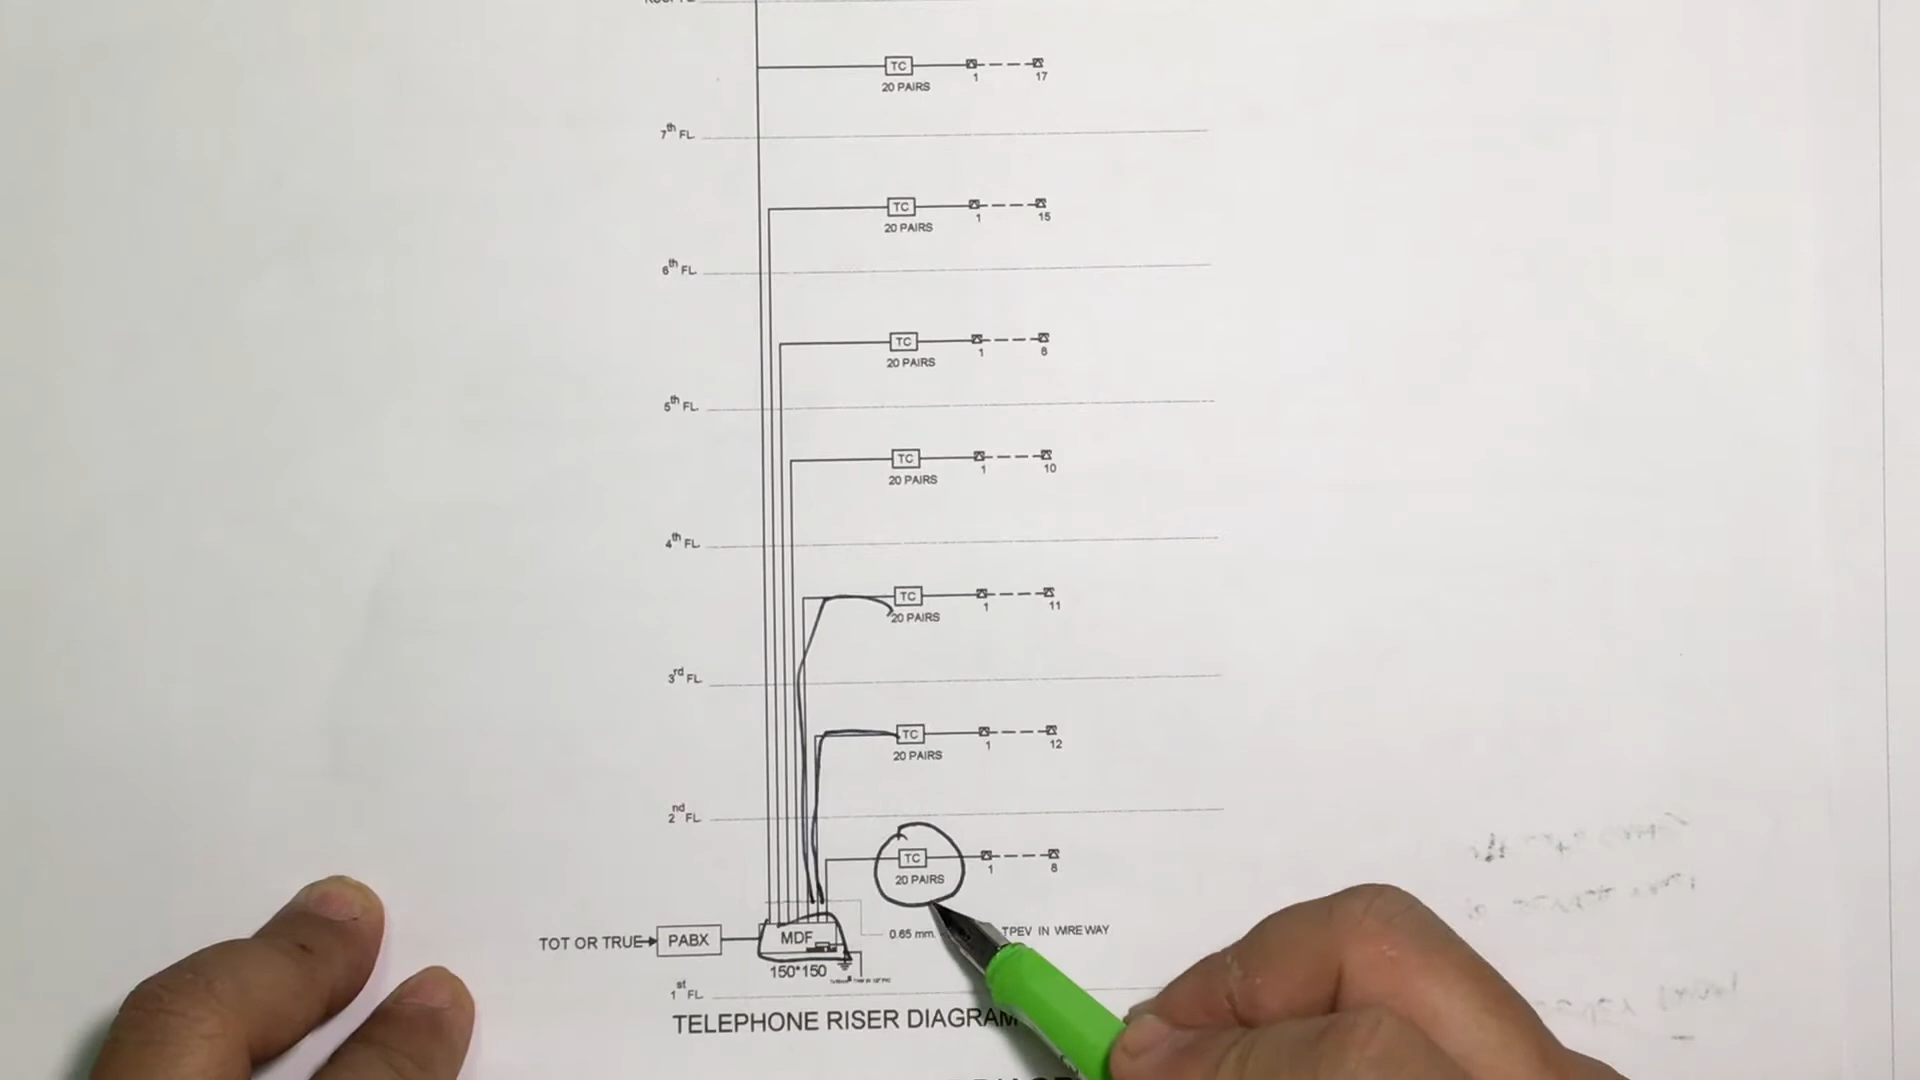 TC
20 PAIRS
1 17
7th FL
TC
20 PAIRS
1 15
6th FL
TC
20 PAIRS
1 8
5th FL
TC
20 PAIRS
1 10
4th FL
TC
20 PAIRS
1 11
3rd FL
TC
20 PAIRS
1 12
2nd FL
TC
20 PAIRS
1 8
0.65 mm. TPEV IN WIREWAY
TOT OR TRUE PABX MDF
150*150
1st FL
TELEPHONE RISER DIAGRAM